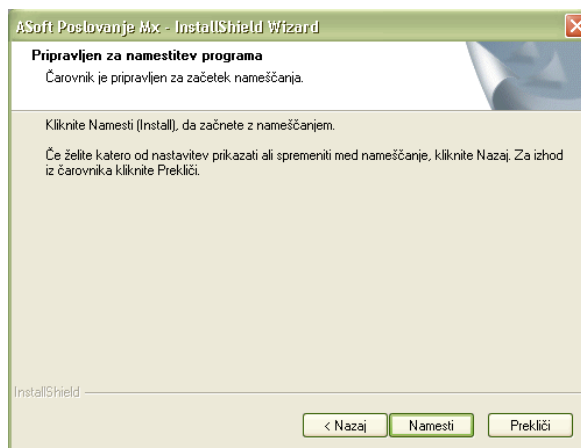 ASoft Poslovanje Mx - InstallShield Wizard
Pripravljen za namestitev programa
Čarovnik je pripravljen za začetek nameščanja.
Kliknite Namesti (Install), da začnete z nameščanjem.
Če želite katero od nastavitev prikazati ali spremeniti med nameščanje, kliknite Nazaj. Za izhod
iz čarovnika kliknite Prekliči.
InstallShield
< Nazaj
Namesti
Prekliči